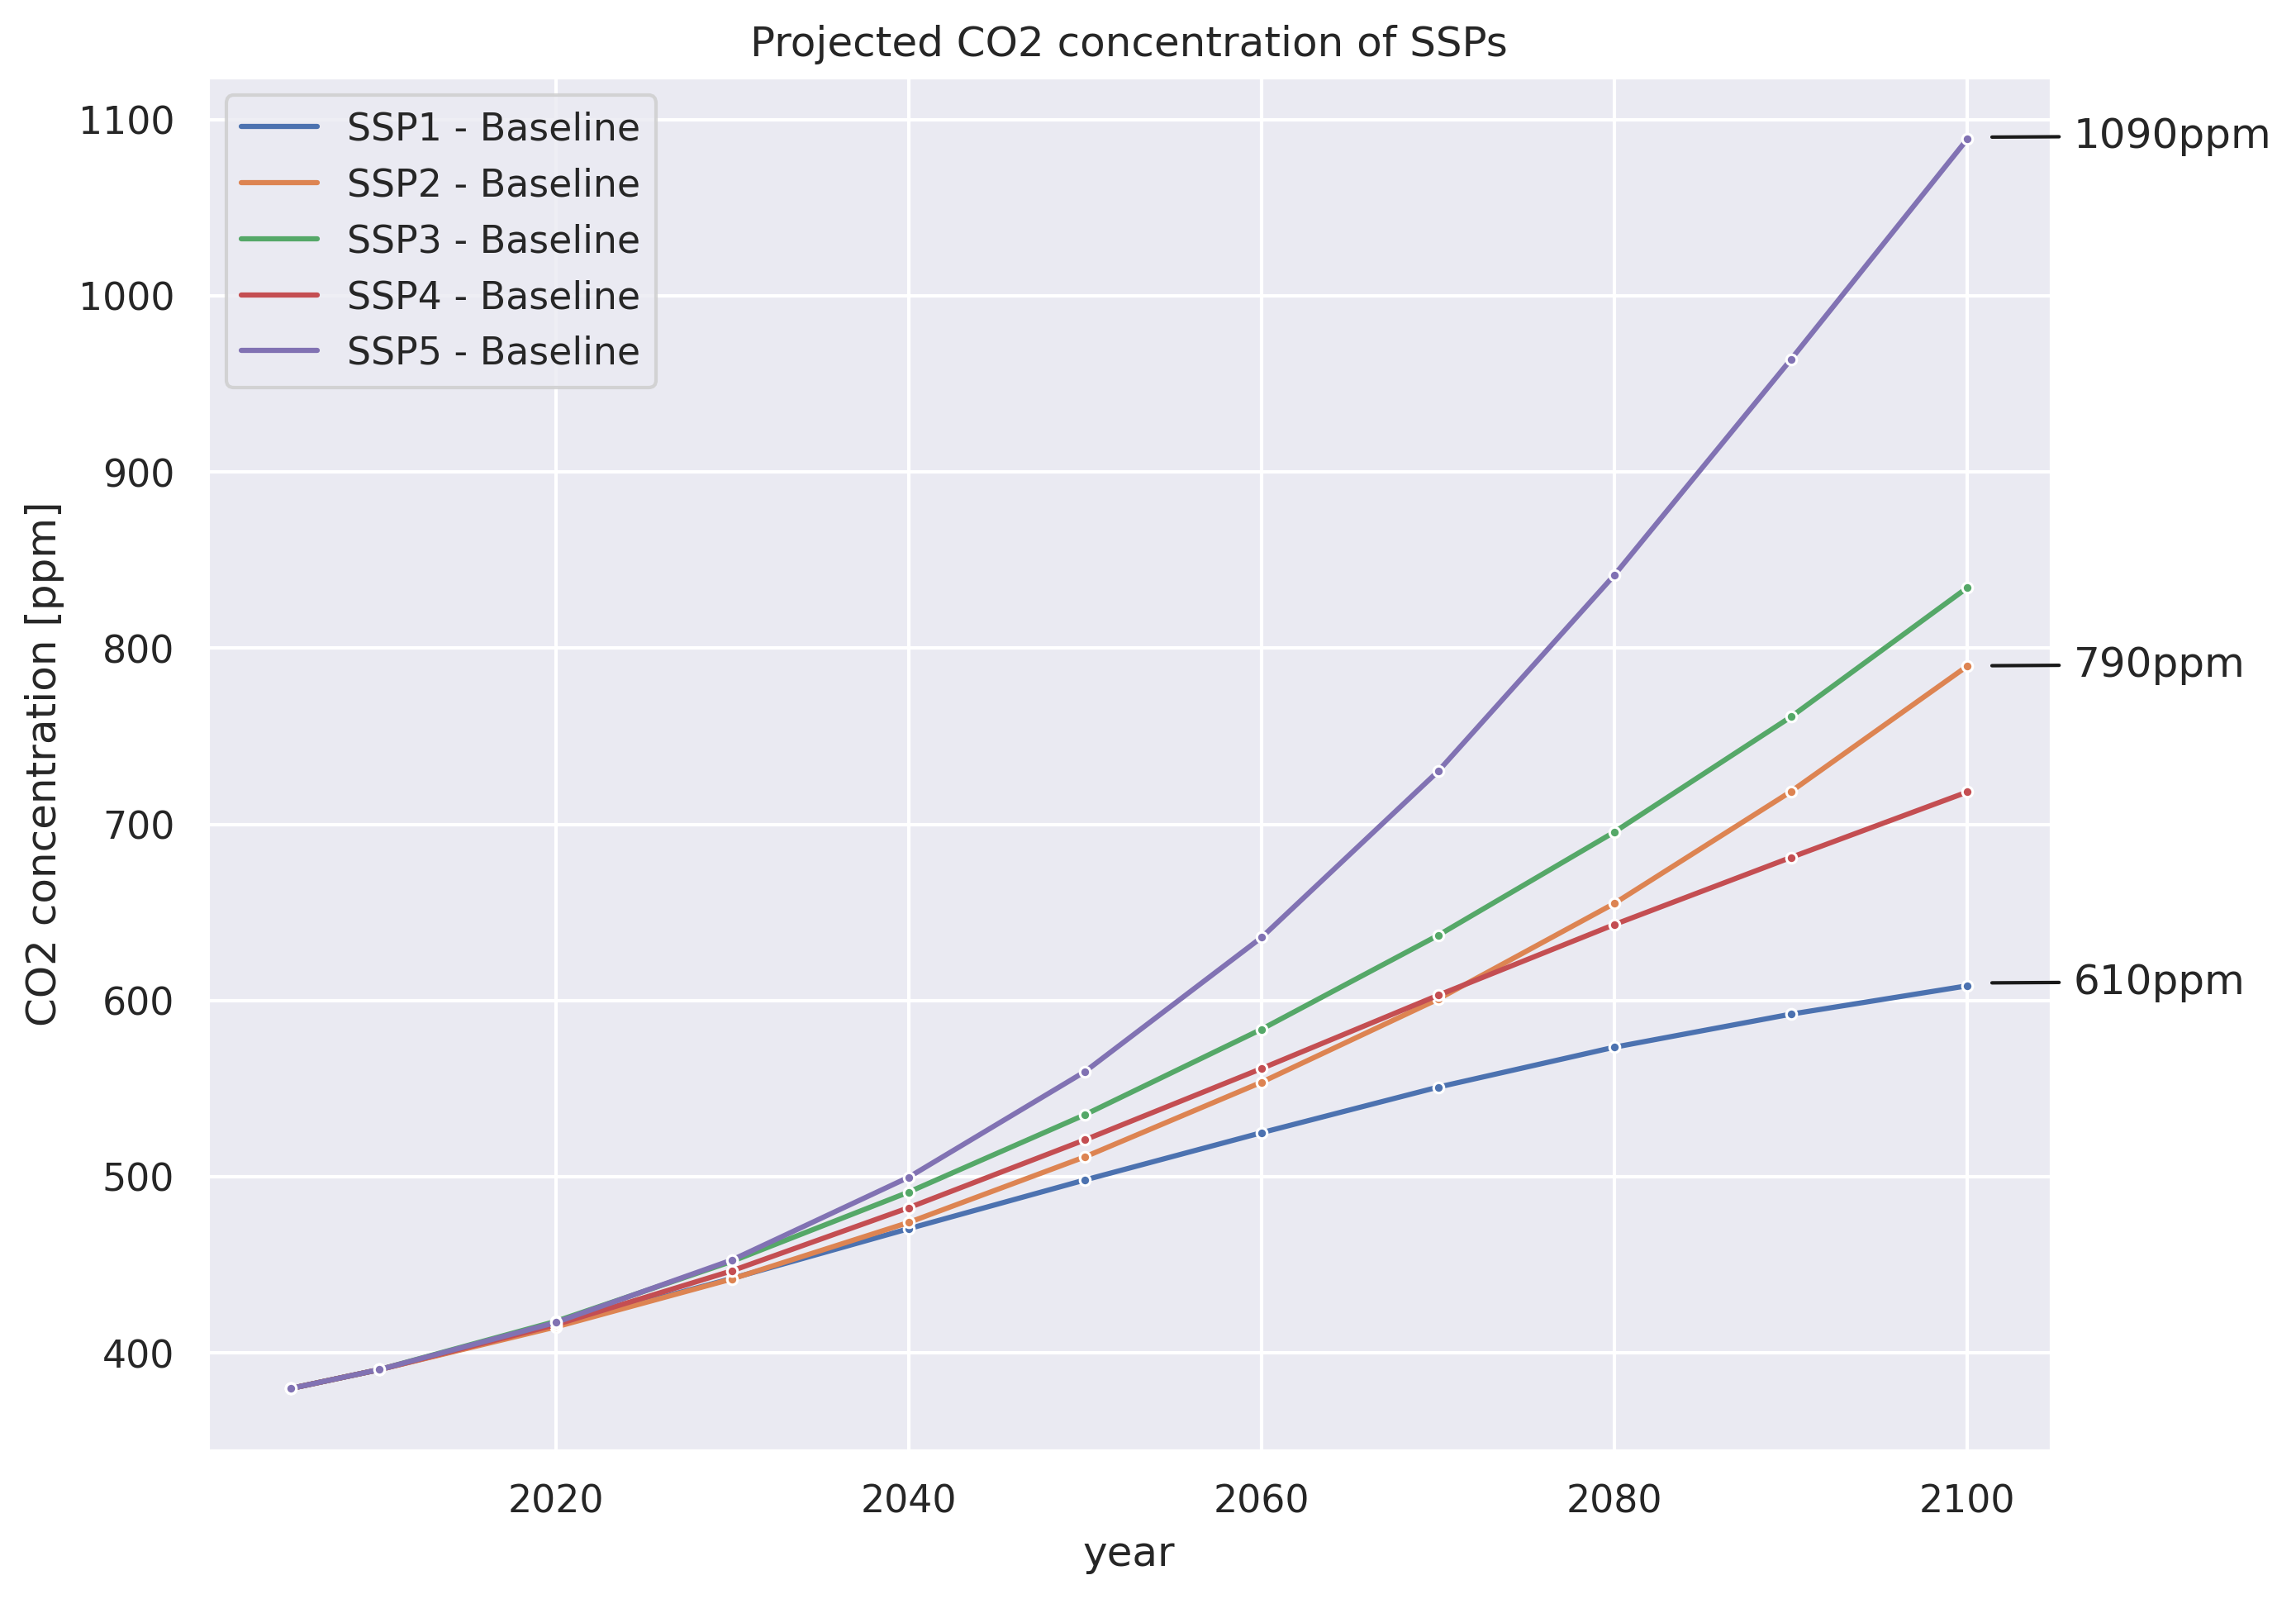 Projected CO2 concentration of SSPs
SSP1 - Baseline
SSP2 - Baseline
SSP3 - Baseline
SSP4 - Baseline
SSP5 - Baseline
CO2 concentration [ppm]
1100
1000
900
800
700
600
500
400
1090ppm
790ppm
610ppm
2020
2040
2060
2080
2100
year